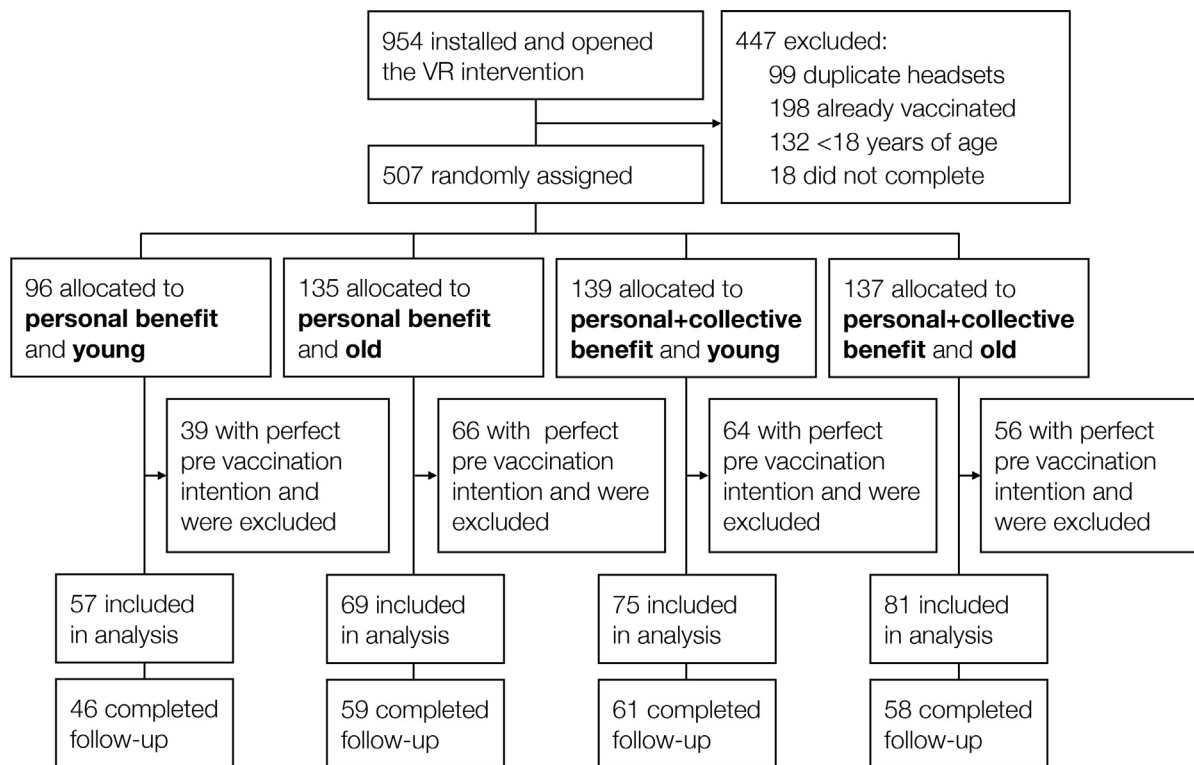 954 installed and opened
the VR intervention
447 excluded:
99 duplicate headsets
198 already vaccinated
132 <18 years of age
18 did not complete
507 randomly assigned
96 allocated to
personal benefit
and young
135 allocated to
personal benefit
and old
139 allocated to
personal+collective
benefit and young
137 allocated to
personal+collective
benefit and old
39 with perfect
pre vaccination
intention and
were excluded
66 with perfect
pre vaccination
intention and were
excluded
64 with perfect
pre vaccination
intention and were
excluded
56 with perfect
pre vaccination
intention and
were excluded
57 included
in analysis
69 included
in analysis
75 included
in analysis
81 included
in analysis
46 completed
follow-up
59 completed
follow-up
61 completed
follow-up
58 completed
follow-up